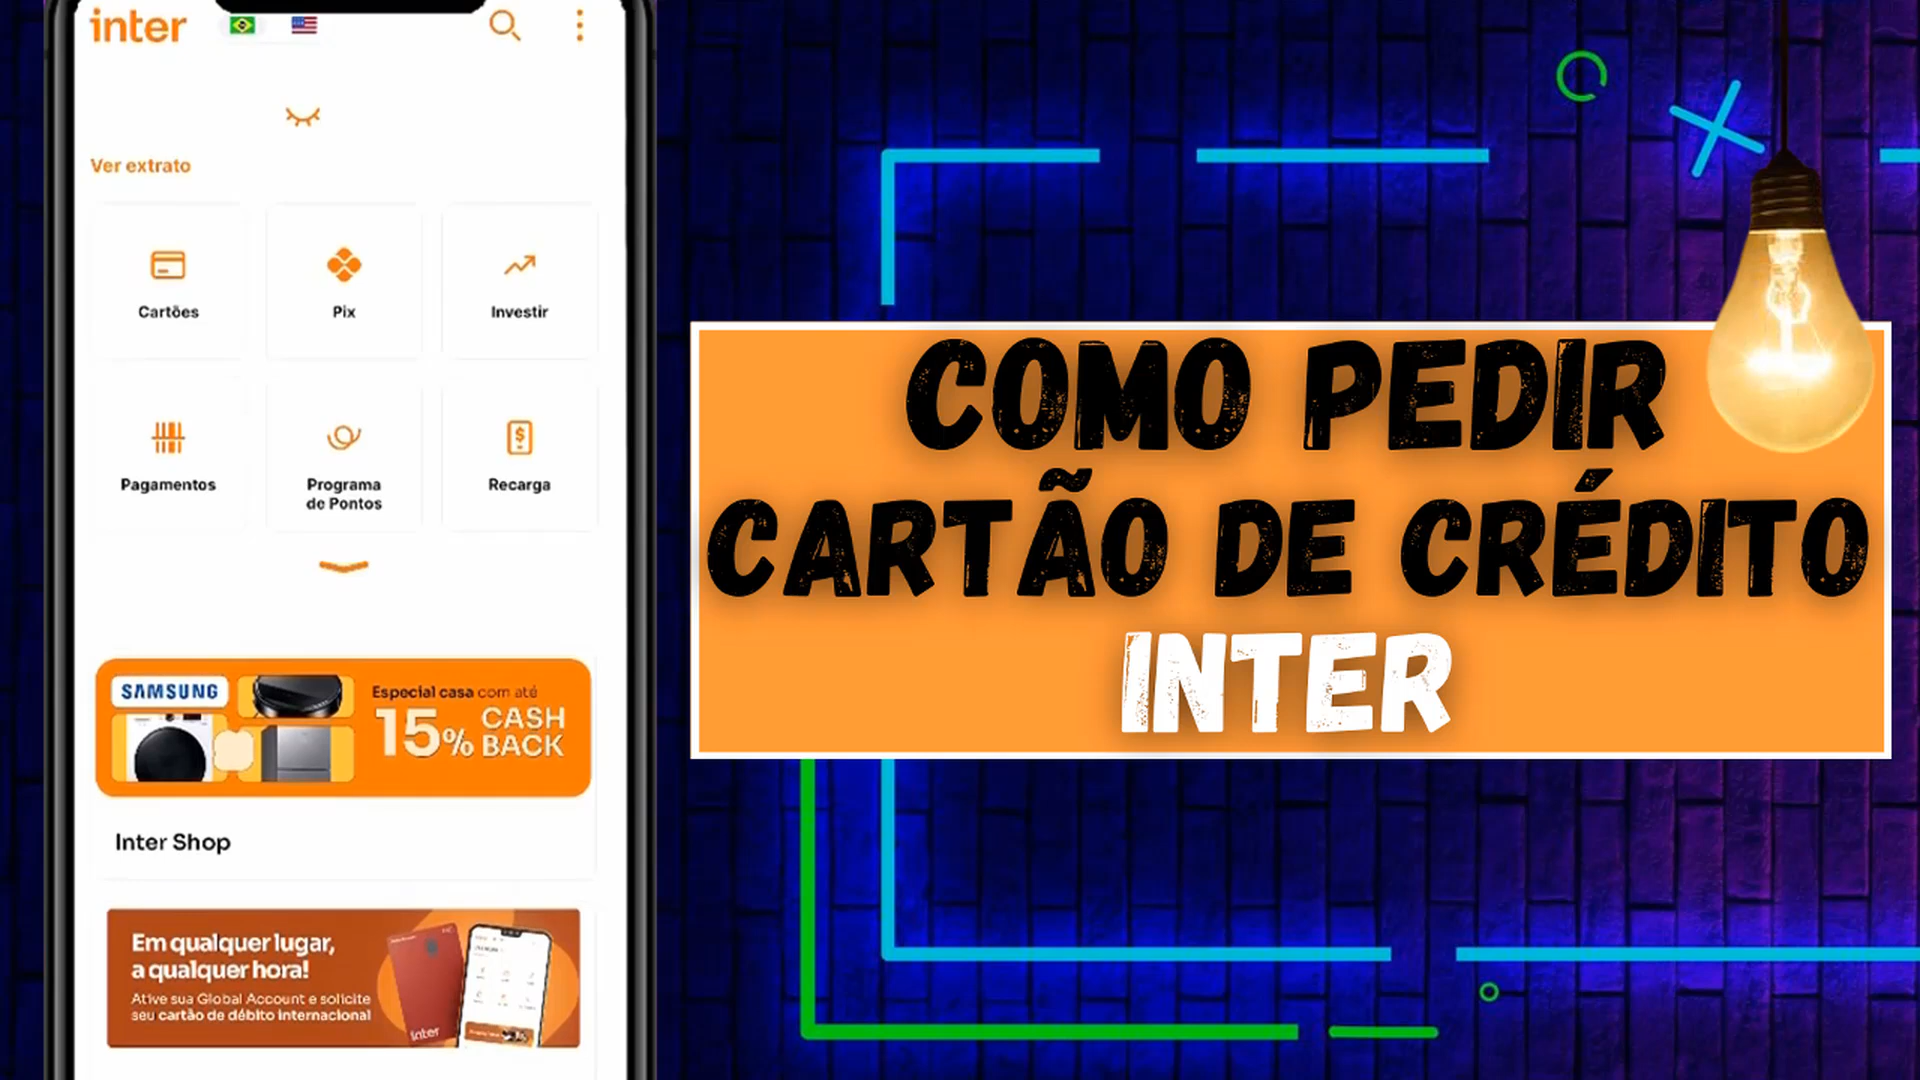 inter
Ver extrato
Cartões
Pix
Investir
Pagamentos
Programa
de Pontos
Recarga
SAMSUNG
Especial casa com até
15% CASH
BACK
Inter Shop
Em qualquer lugar,
a qualquer hora!
Ative sua Global Account e solicite
seu cartão de débito internacional
inter
COMO PEDIR
CARTÃO DE CRÉDITO
INTER